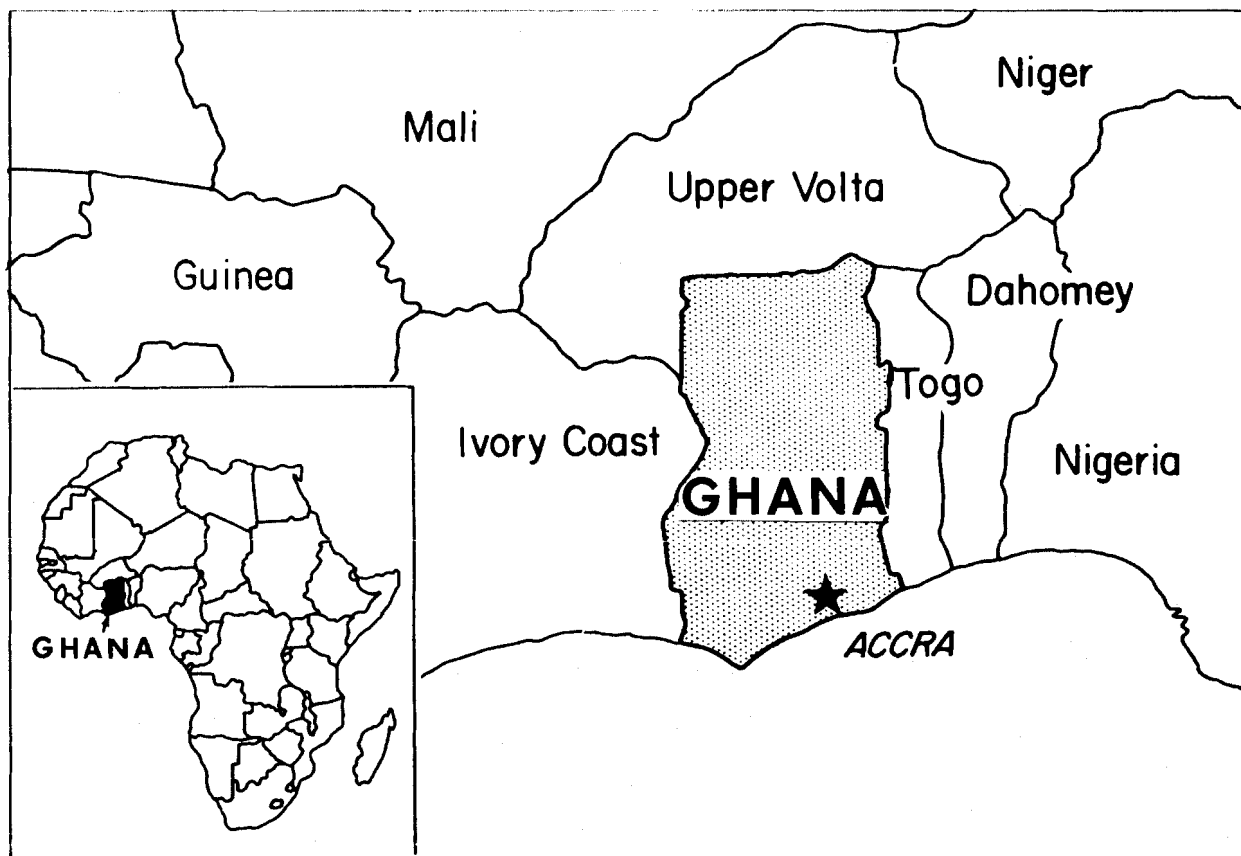 Niger
Mali
Upper Volta
Guinea
Dahomey
Togo
Ivory Coast
Nigeria
GHANA
ACCRA
GHANA